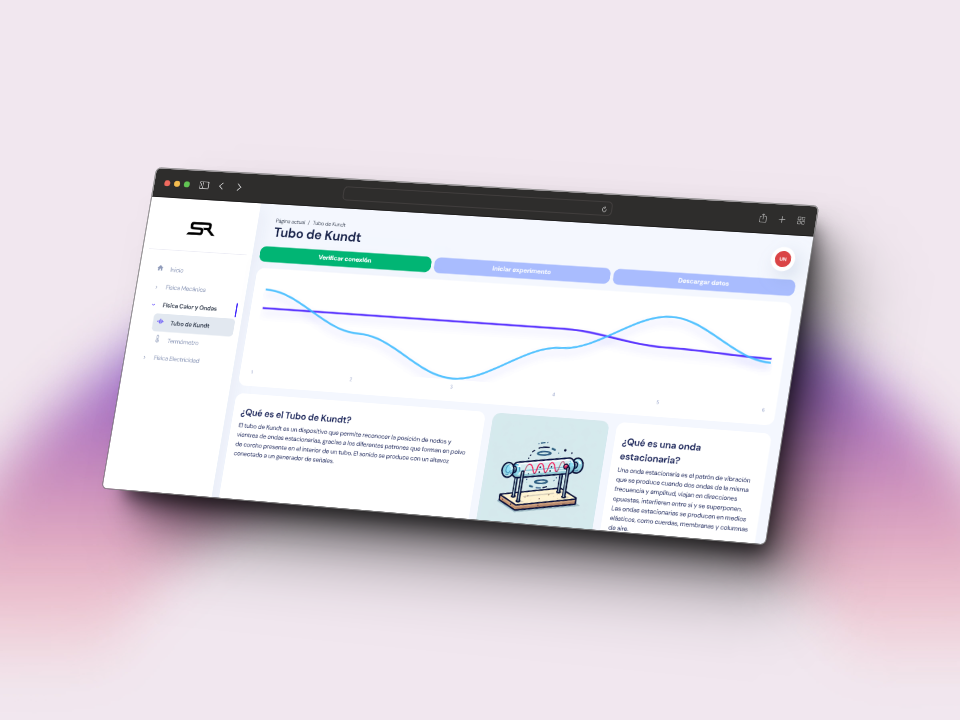 SR
Inicio
Física Mecánica
Física Calor y Ondas
Tubo de Kundt
Termómetro
Física Electricidad
Página actual / Tubo de Kundt
Tubo de Kundt
UN
Verificar conexión
Iniciar experimento
Descargar datos
1 2 3 4 5 6
¿Qué es el Tubo de Kundt?
El tubo de Kundt es un dispositivo que permite reconocer la posición de nodos y
vientres de ondas estacionarias, gracias a los diferentes patrones que forman en polvo
de corcho presente en el interior de un tubo. El sonido se produce con un altavoz
conectado a un generador de señales.
¿Qué es una onda
estacionaria?
Una onda estacionaria es el patrón de vibración
que se produce cuando dos ondas de la misma
frecuencia y amplitud, viajan en direcciones
opuestas, interfieren entre sí y se superponen.
Las ondas estacionarias se producen en medios
elásticos, como cuerdas, membranas y columnas
de aire.